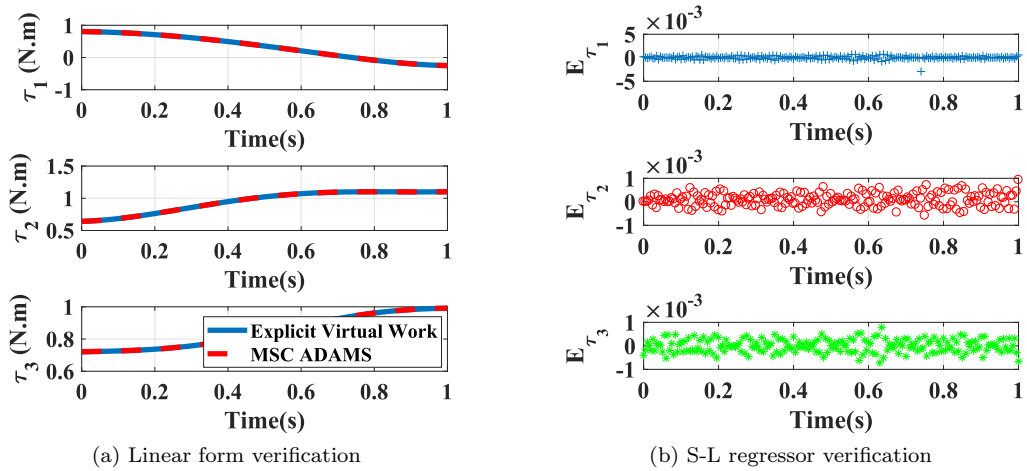 τ1 (N.m)
1
0
-1
0 0.2 0.4 0.6 0.8 1
Time(s)
τ2 (N.m)
1.5
1
0.5
0 0.2 0.4 0.6 0.8 1
Time(s)
τ3 (N.m)
1
0.8
0.6
Explicit Virtual Work
MSC ADAMS
0 0.2 0.4 0.6 0.8 1
Time(s)
(a) Linear form verification
×10-3
Eτ1
5
0
-5
0 0.2 0.4 0.6 0.8 1
Time(s)
×10-3
Eτ2
1
0
-1
0 0.2 0.4 0.6 0.8 1
Time(s)
×10-3
Eτ3
1
0
-1
0 0.2 0.4 0.6 0.8 1
Time(s)
(b) S-L regressor verification